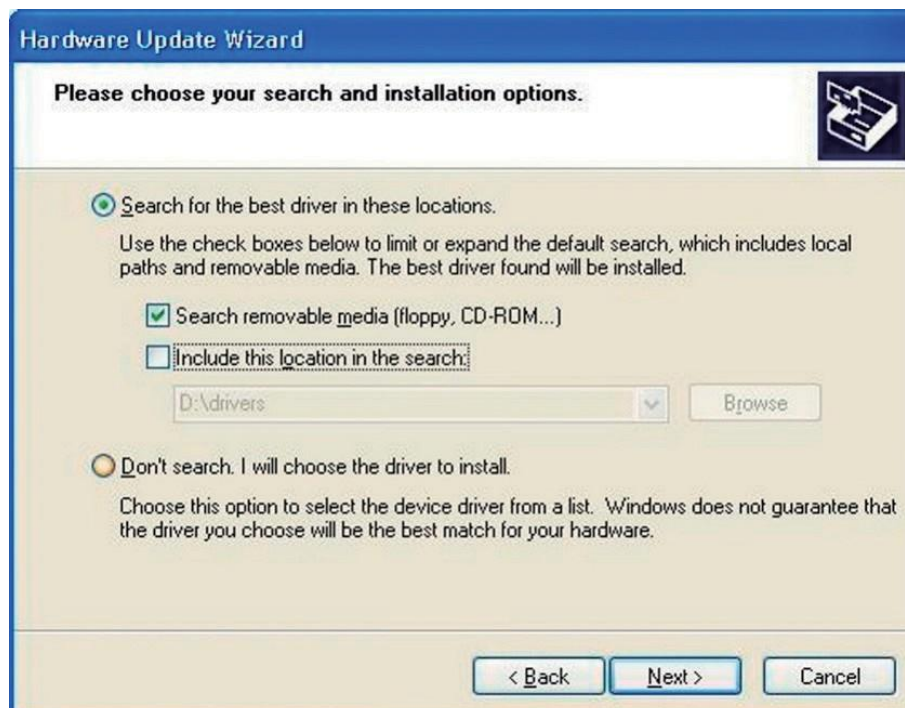 Hardware Update Wizard
Please choose your search and installation options.
Search for the best driver in these locations.
Use the check boxes below to limit or expand the default search, which includes local
paths and removable media. The best driver found will be installed.
Search removable media (floppy, CD-ROM...)
Include this location in the search:
D:\drivers
Browse
Don't search. I will choose the driver to install.
Choose this option to select the device driver from a list. Windows does not guarantee that
the driver you choose will be the best match for your hardware.
< Back Next > Cancel